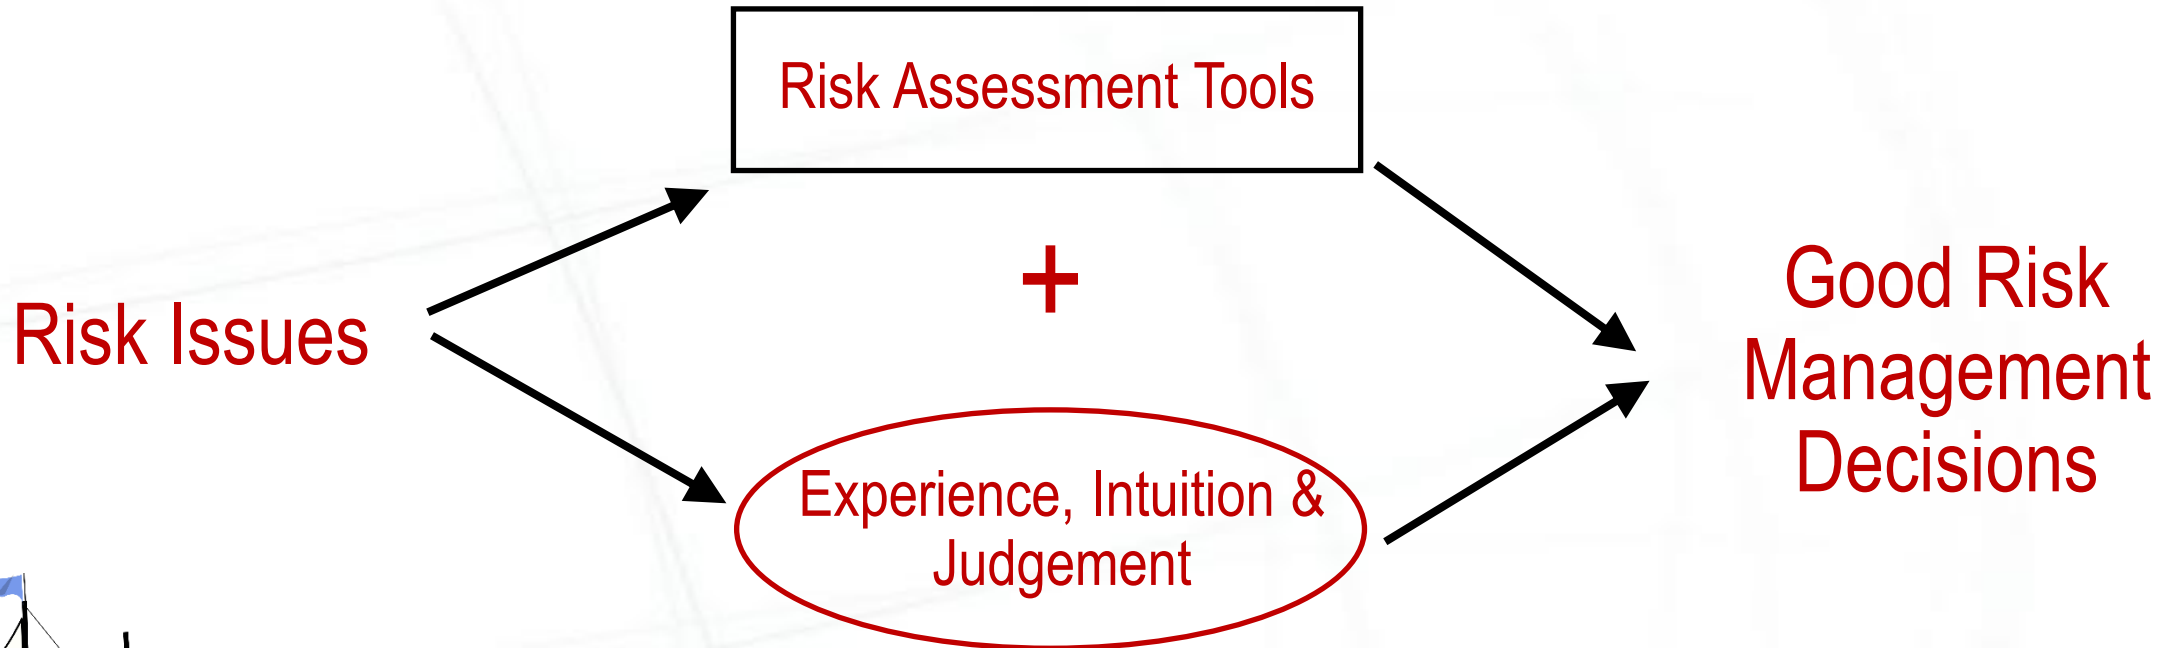 Risk Assessment Tools
+
Risk Issues
Good Risk
Management
Decisions
Experience, Intuition &
Judgement